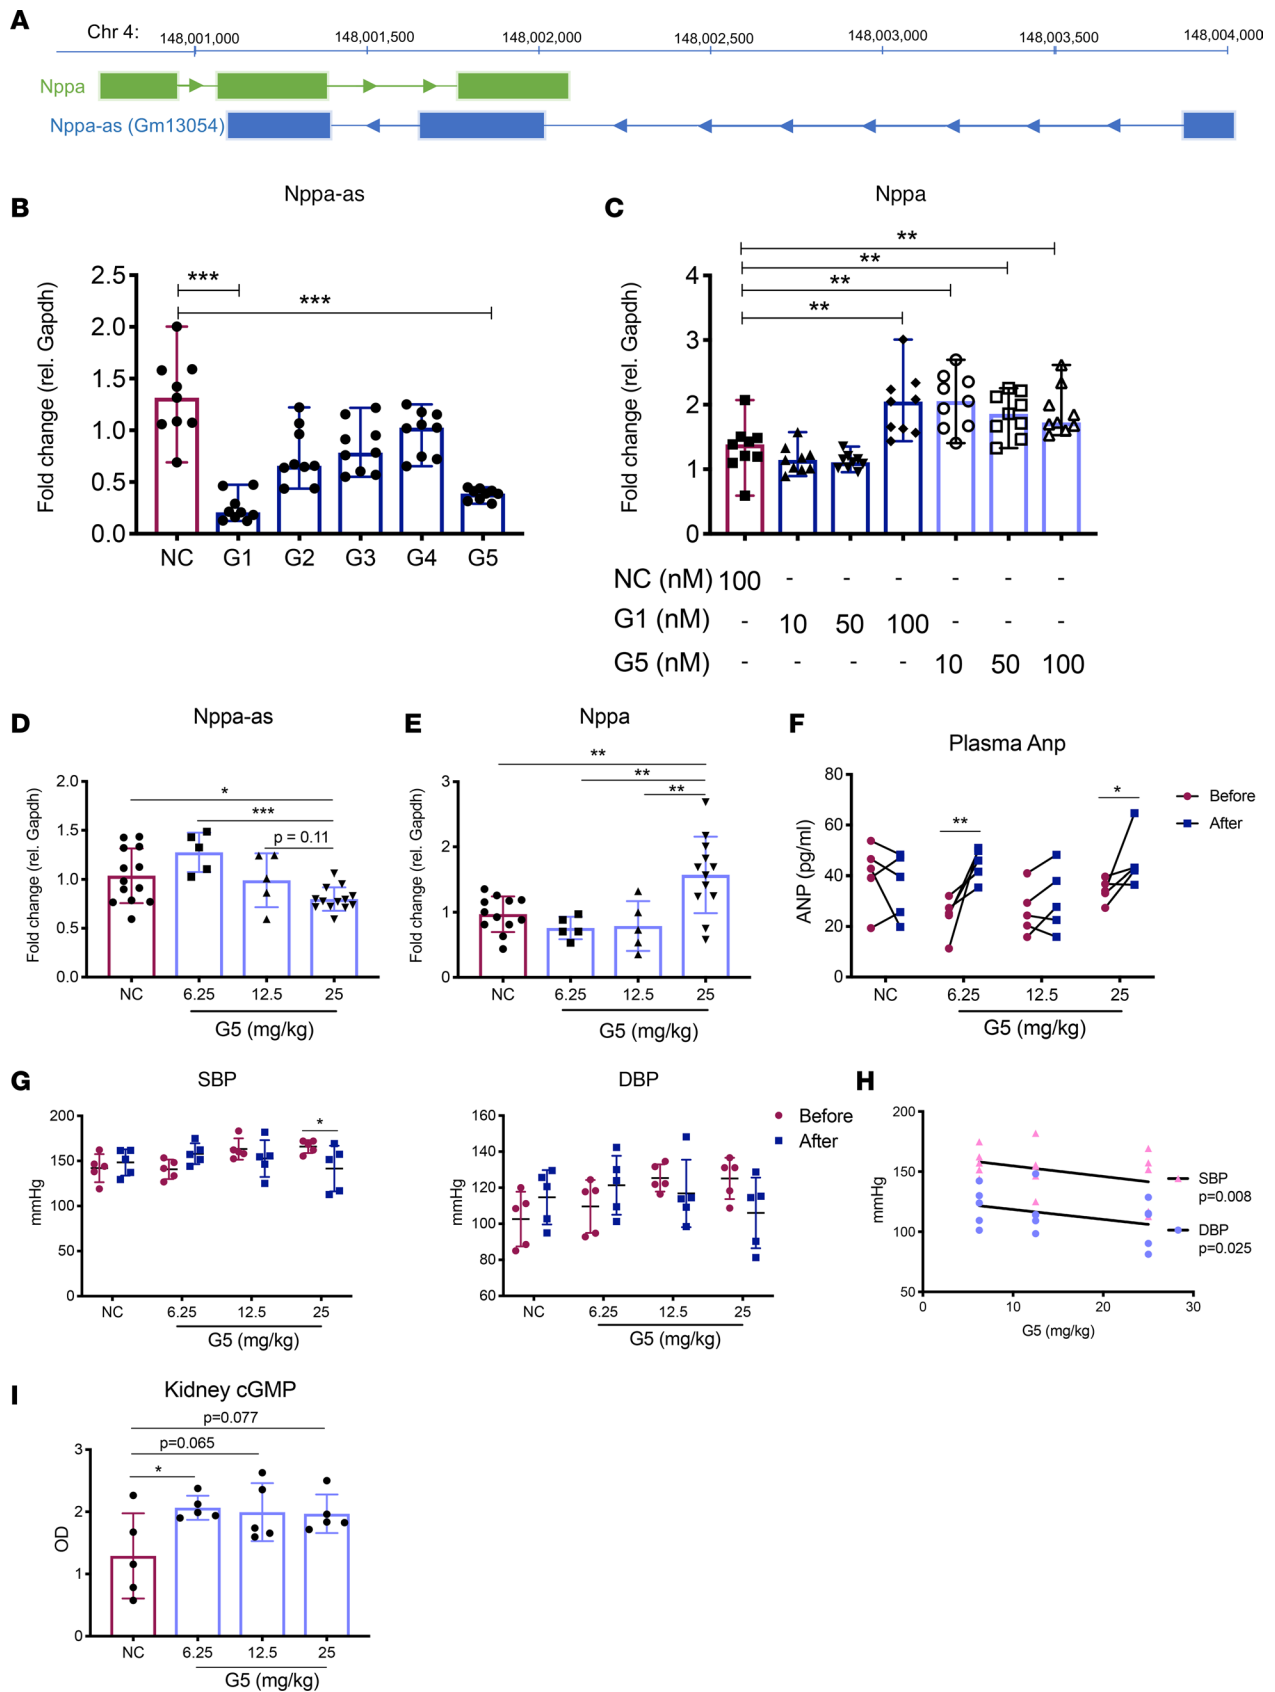 A
Chr 4:
148,001,000
148,001,500
148,002,000
148,002,500
148,003,000
148,003,500
148,004,000
Nppa
Nppa-as (Gm13054)
B
Nppa-as
Fold change (rel. Gapdh)
2.5
2.0
1.5
1.0
0.5
0.0
***
***
NC G1 G2 G3 G4 G5
C
Nppa
Fold change (rel. Gapdh)
4
3
2
1
0
**
**
**
**
NC (nM) 100 - - - - - -
G1 (nM) - 10 50 100 - - -
G5 (nM) - - - - 10 50 100
D
Nppa-as
Fold change (rel. Gapdh)
2.0
1.5
1.0
0.5
0.0
*
***
p = 0.11
NC 6.25 12.5 25
G5 (mg/kg)
E
Nppa
Fold change (rel. Gapdh)
3
2
1
0
**
**
**
NC 6.25 12.5 25
G5 (mg/kg)
F
Plasma Anp
ANP (pg/ml)
80
60
40
20
0
**
*
Before
After
NC 6.25 12.5 25
G5 (mg/kg)
G
SBP
mmHg
200
150
100
50
0
*
NC 6.25 12.5 25
G5 (mg/kg)
DBP
mmHg
160
140
120
100
80
60
Before
After
NC 6.25 12.5 25
G5 (mg/kg)
H
mmHg
200
150
100
50
SBP
p=0.008
DBP
p=0.025
0 10 20 30
G5 (mg/kg)
I
Kidney cGMP
p=0.077
p=0.065
*
OD
3
2
1
0
NC 6.25 12.5 25
G5 (mg/kg)